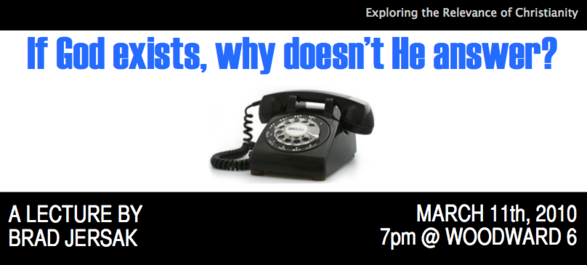 Exploring the Relevance of Christianity
If God exists, why doesn't He answer?
A LECTURE BY
BRAD JERSAK
MARCH 11th, 2010
7pm @ WOODWARD 6